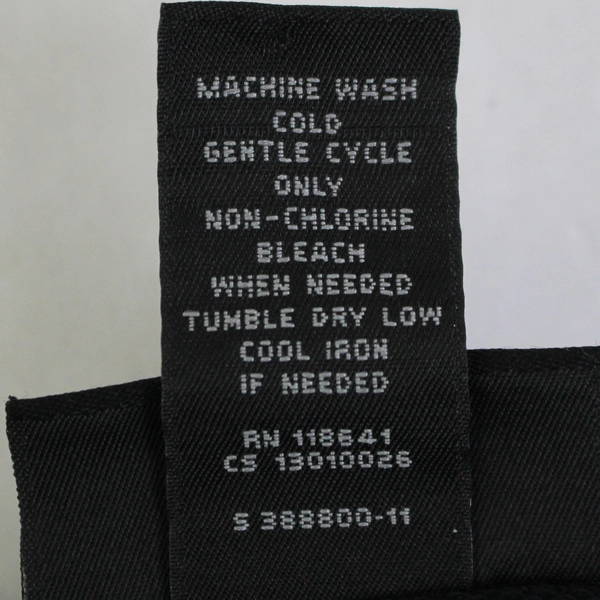 MACHINE WASH
COLD
GENTLE CYCLE
ONLY
NON-CHLORINE
BLEACH
WHEN NEEDED
TUMBLE DRY LOW
COOL IRON
IF NEEDED
RN 118641
CS 13010026
S 388800-11